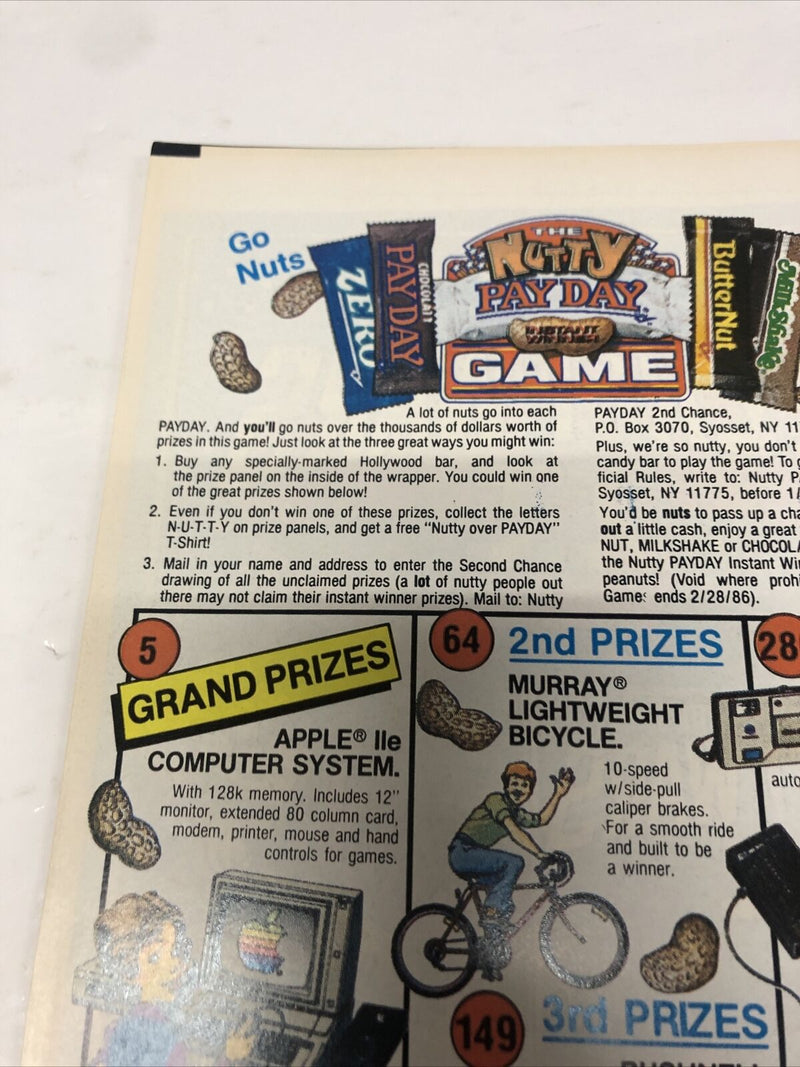 Go
Nuts
ZERO
CHOCOLATE
PAY DAY
THE
NUTTY
PAY DAY
INSTANT
WINNER
GAME
ButterNut
Milk Shake
A lot of nuts go into each
PAYDAY. And you'll go nuts over the thousands of dollars worth of
prizes in this game! Just look at the three great ways you might win:
1. Buy any specially-marked Hollywood bar, and look at
the prize panel on the inside of the wrapper. You could win one
of the great prizes shown below!
2. Even if you don't win one of these prizes, collect the letters
N-U-T-T-Y on prize panels, and get a free "Nutty over PAYDAY"
T-Shirt!
3. Mail in your name and address to enter the Second Chance
drawing of all the unclaimed prizes (a lot of nutty people out
there may not claim their instant winner prizes). Mail to: Nutty
PAYDAY 2nd Chance,
P.O. Box 3070, Syosset, NY 11
Plus, we're so nutty, you don't
candy bar to play the game! To
ficial Rules, write to: Nutty
Syosset, NY 11775, before 1/
You'd be nuts to pass up a
out a little cash, enjoy a great
NUT, MILKSHAKE or
the Nutty PAYDAY Instant
peanuts! (Void where
Game ends 2/28/86).
5
GRAND PRIZES
APPLE® IIe
COMPUTER SYSTEM.
With 128k memory. Includes 12"
monitor, extended 80 column card,
modem, printer, mouse and hand
controls for games.
64
2nd PRIZES
MURRAY®
LIGHTWEIGHT
BICYCLE.
10-speed
w/side-pull
caliper brakes.
For a smooth ride
and built to be
a winner.
28
149
3rd PRIZES